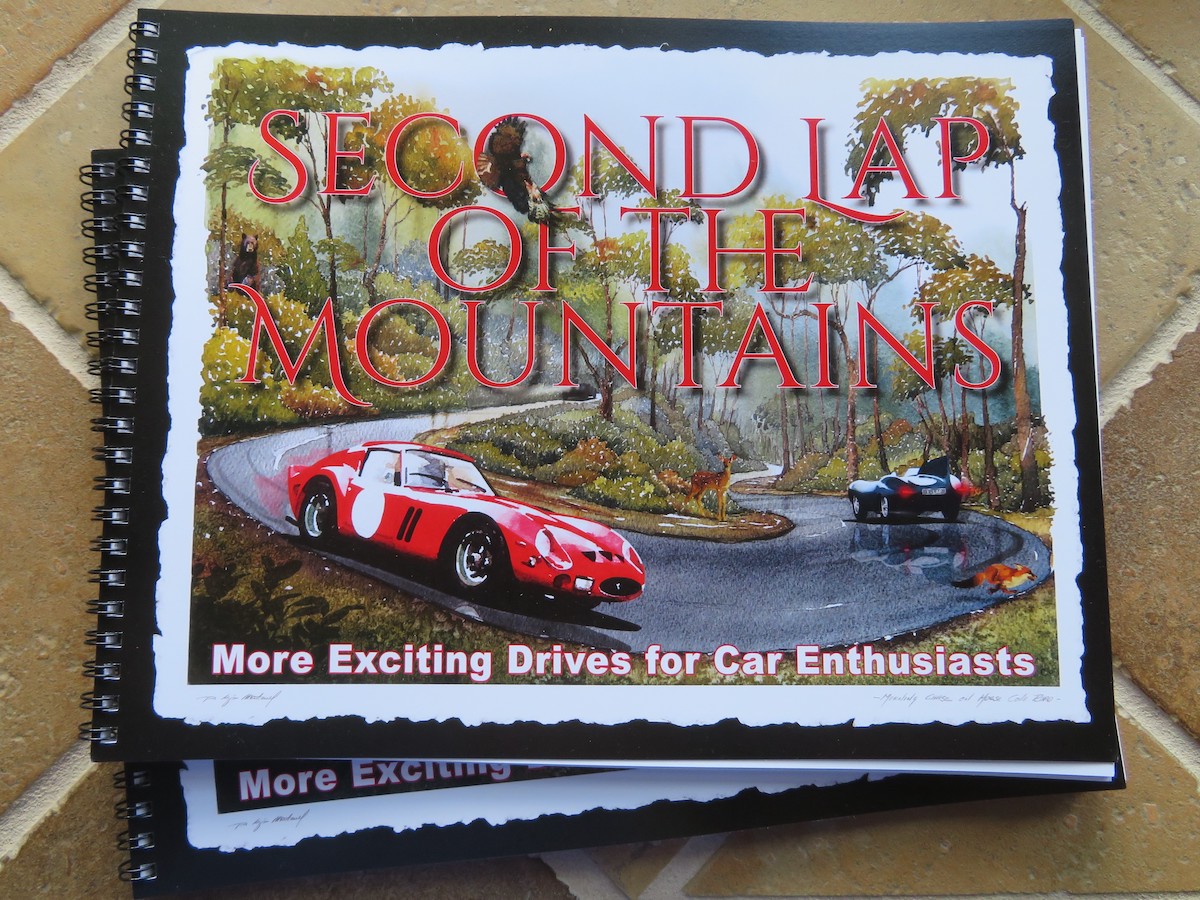 Second Lap
of the
Mountains
More Exciting Drives for Car Enthusiasts
More Exciting